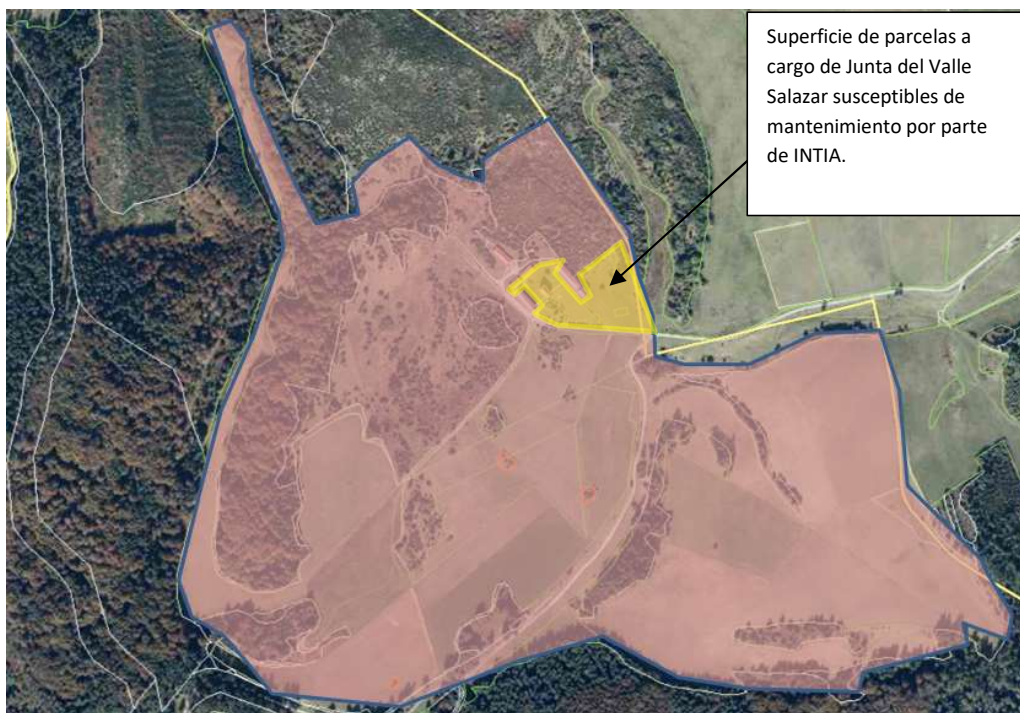 Superficie de parcelas a
cargo de Junta del Valle
Salazar susceptibles de
mantenimiento por parte
de INTIA.